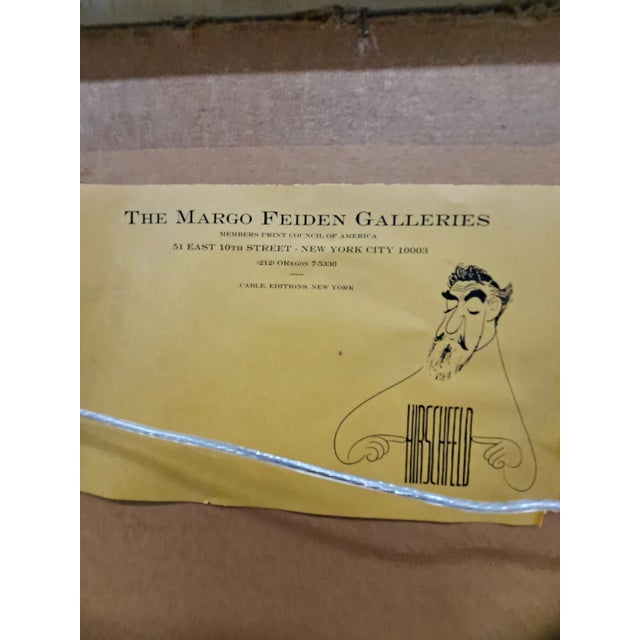 THE MARGO FEIDEN GALLERIES
MEMBERS PRINT COUNCIL OF AMERICA
51 EAST 10TH STREET - NEW YORK CITY 10003
(212) ORegon 7-5330
CABLE: EDITIONS, NEW YORK
HIRSCHFELD